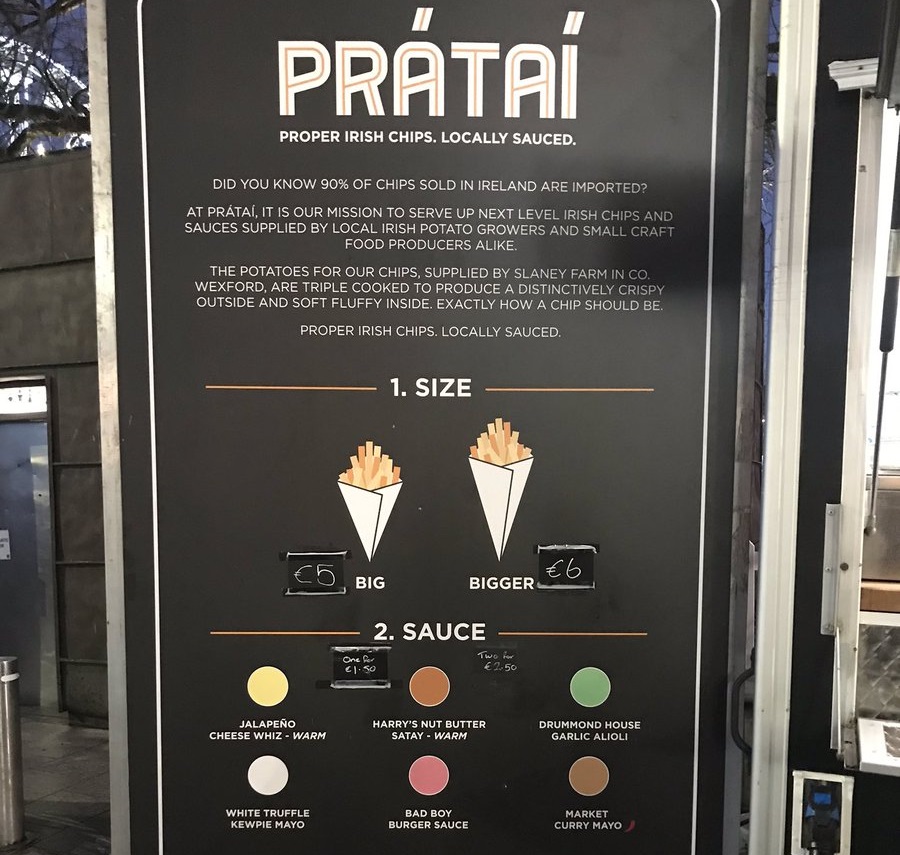 PRÁTAÍ
PROPER IRISH CHIPS. LOCALLY SAUCED.
DID YOU KNOW 90% OF CHIPS SOLD IN IRELAND ARE IMPORTED?
AT PRÁTAÍ, IT IS OUR MISSION TO SERVE UP NEXT LEVEL IRISH CHIPS AND
SAUCES SUPPLIED BY LOCAL IRISH POTATO GROWERS AND SMALL CRAFT
FOOD PRODUCERS ALIKE.
THE POTATOES FOR OUR CHIPS, SUPPLIED BY SLANEY FARM IN CO.
WEXFORD, ARE TRIPLE COOKED TO PRODUCE A DISTINCTIVELY CRISPY
OUTSIDE AND SOFT FLUFFY INSIDE. EXACTLY HOW A CHIP SHOULD BE.
PROPER IRISH CHIPS. LOCALLY SAUCED.
1. SIZE
€5 BIG
BIGGER €6
2. SAUCE
One for
€1.50
Two for
€2.50
JALAPEÑO
CHEESE WHIZ - WARM
HARRY'S NUT BUTTER
SATAY - WARM
DRUMMOND HOUSE
GARLIC ALIOLI
WHITE TRUFFLE
KEWPIE MAYO
BAD BOY
BURGER SAUCE
MARKET
CURRY MAYO